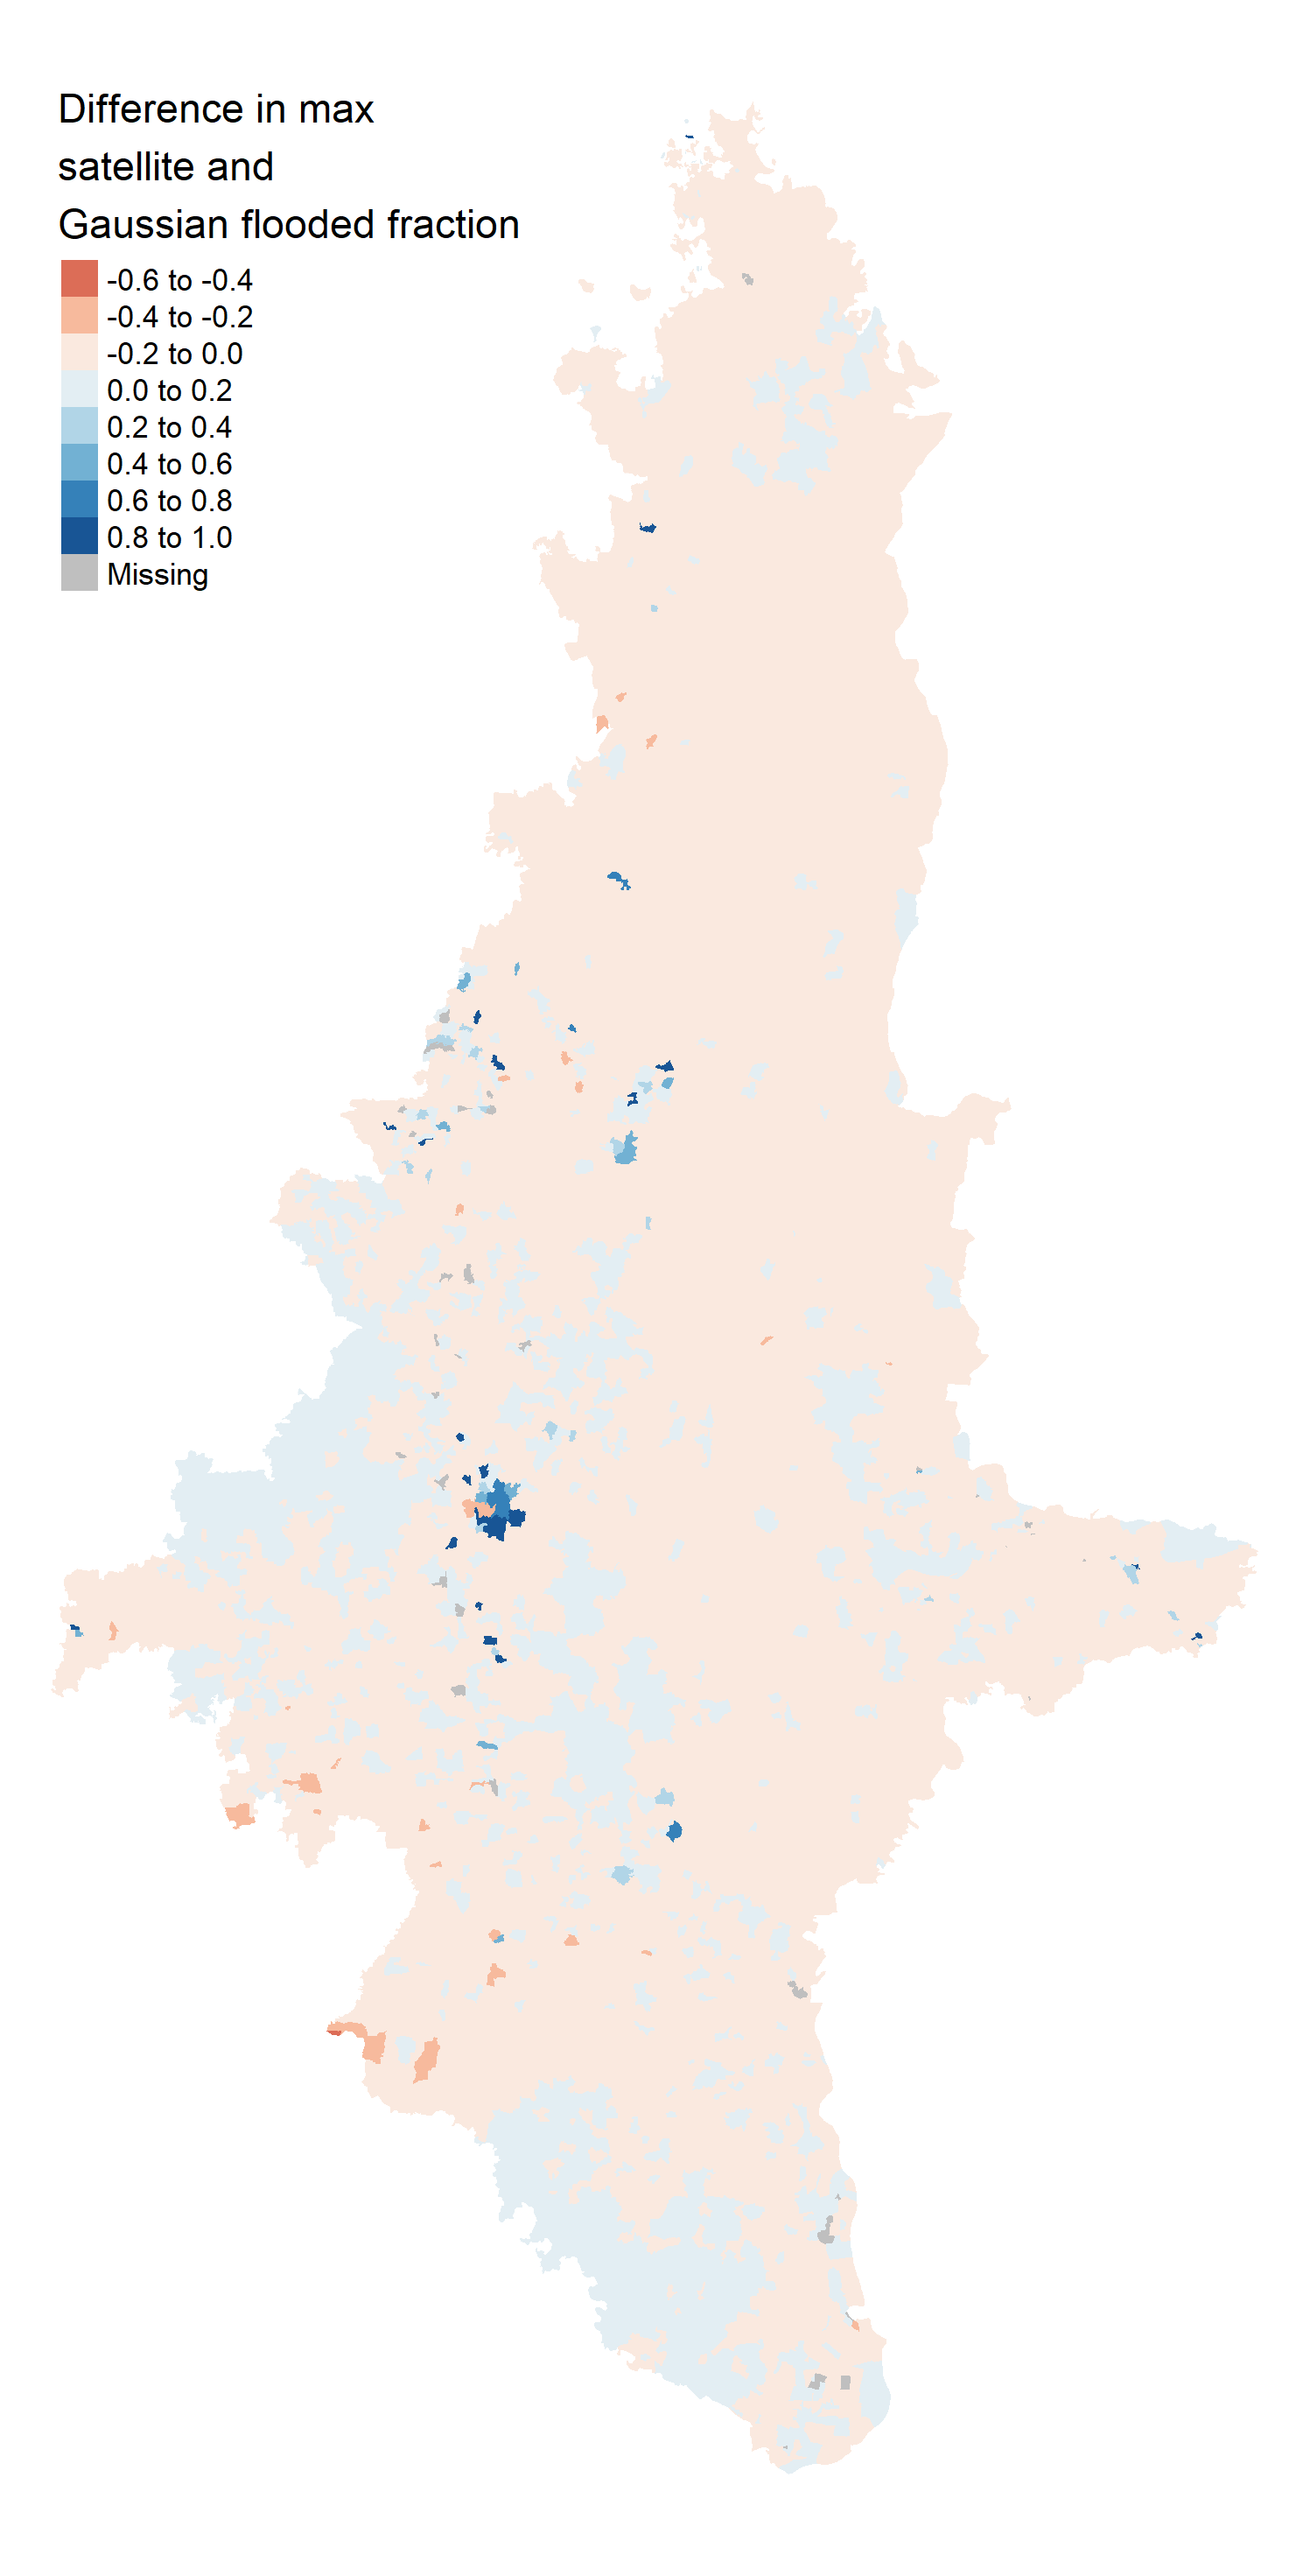 Difference in max
satellite and
Gaussian flooded fraction
-0.6 to -0.4
-0.4 to -0.2
-0.2 to 0.0
0.0 to 0.2
0.2 to 0.4
0.4 to 0.6
0.6 to 0.8
0.8 to 1.0
Missing